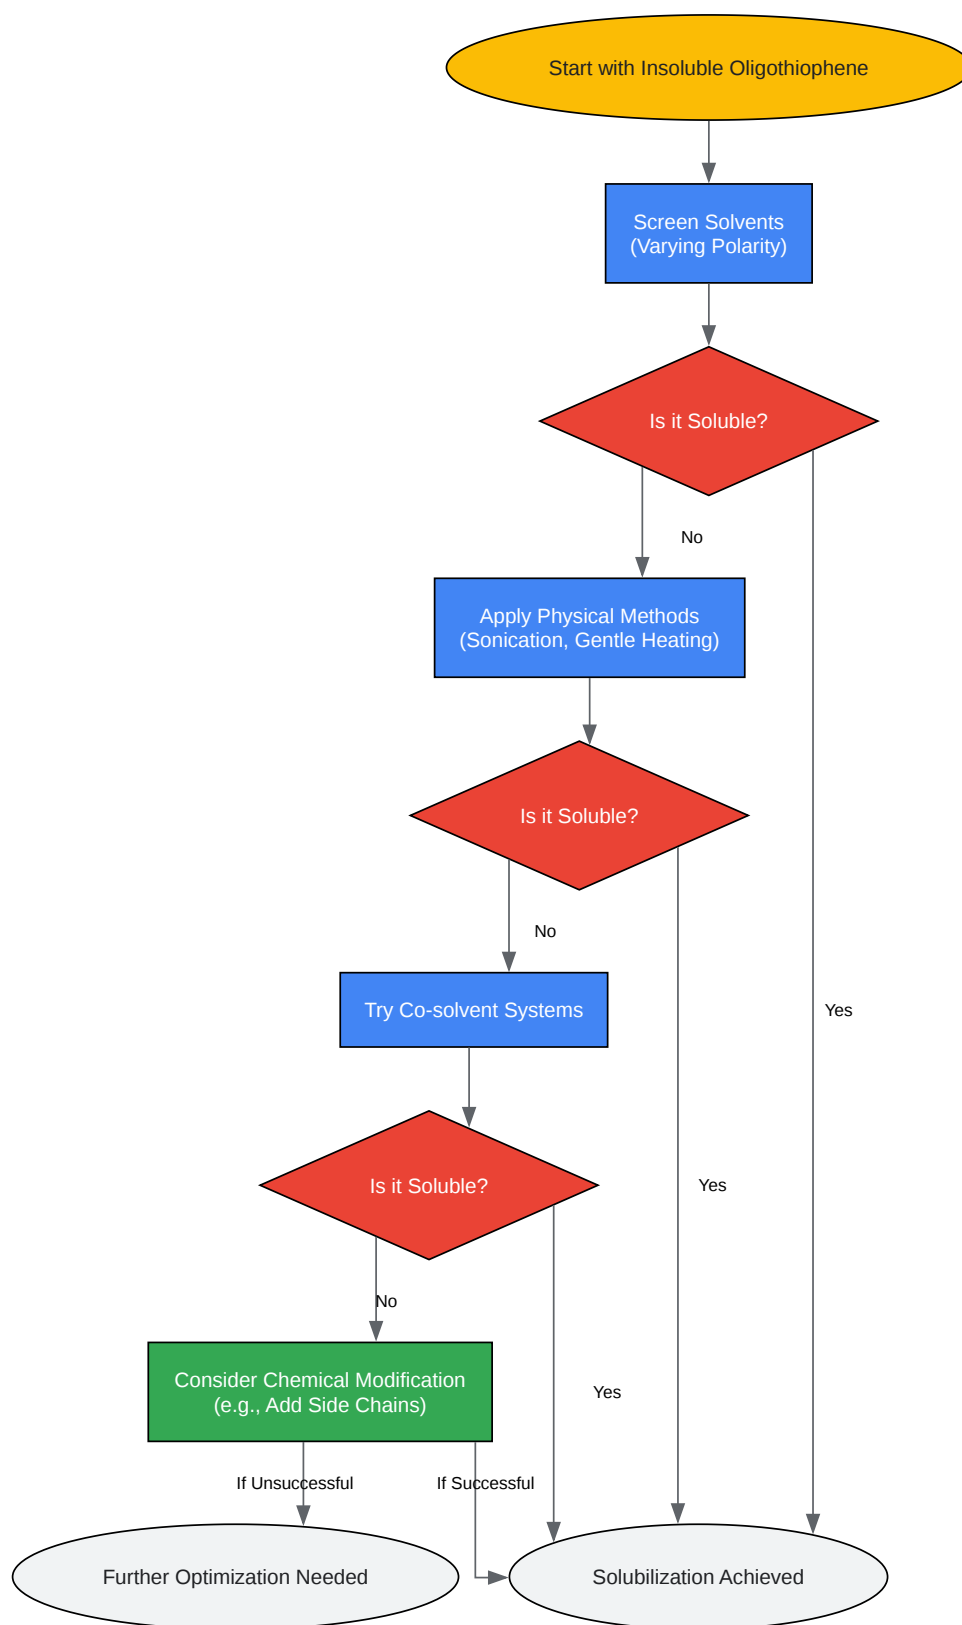 Start with Insoluble Oligothiophene
Screen Solvents
(Varying Polarity)
Is it Soluble?
No
Apply Physical Methods
(Sonication, Gentle Heating)
Is it Soluble?
No
Try Co-solvent Systems
Yes
Is it Soluble?
Yes
No
Consider Chemical Modification
(e.g., Add Side Chains)
Yes
If Unsuccessful
If Successful
Further Optimization Needed
Solubilization Achieved